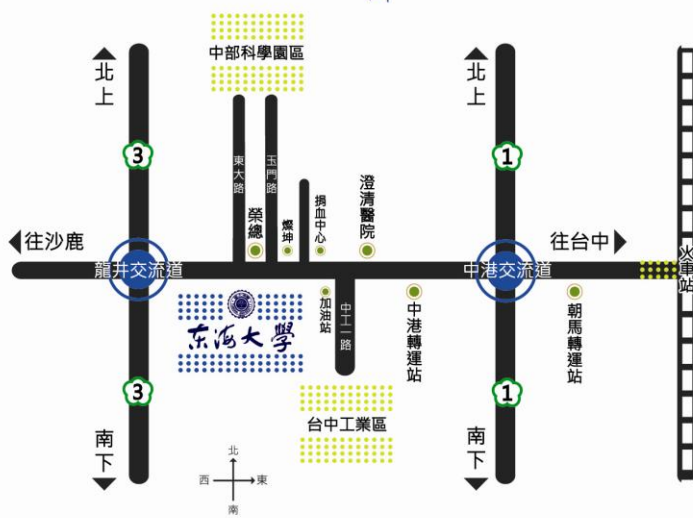 中部科學園區
北上
北上
3
1
東大路
玉門路
榮總
燦坤
捐血中心
澄清醫院
往沙鹿
往台中
龍井交流道
中港交流道
火車站
东海大學
加油站
中工一路
中港轉運站
朝馬轉運站
3
1
台中工業區
南下
南下
北
西
東
南